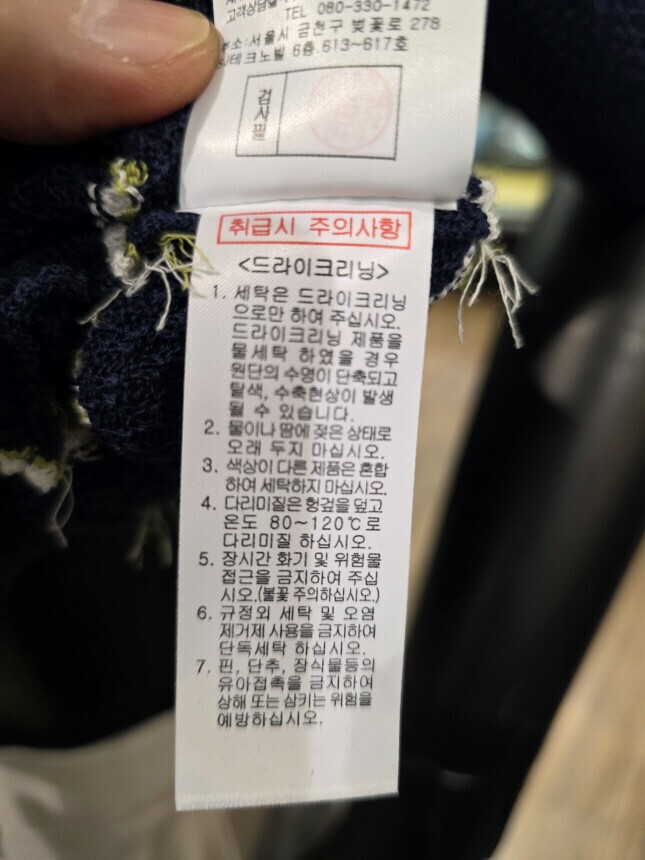 고객상담실
TEL 080-330-1472
주소:서울시 금천구 벚꽃로 278
테크노빌 6층.613~617호
검사필
취급시 주의사항
<드라이크리닝>
1. 세탁은 드라이크리닝
으로만 하여 주십시오.
드라이크리닝 제품을
물세탁 하였을 경우
원단의 수명이 단축되고
탈색, 수축현상이 발생
될 수 있습니다.
2. 물이나 땀에 젖은 상태로
오래 두지 마십시오.
3. 색상이 다른 제품은 혼합
하여 세탁하지 마십시오.
4. 다리미질은 헝겊을 덮고
온도 80~120℃로
다리미질 하십시오.
5. 장시간 화기 및 위험물
접근을 금지하여 주십
시오.(불꽃 주의하십시오.)
6. 규정외 세탁 및 오염
제거제 사용을 금지하여
단독세탁 하십시오.
7. 핀, 단추, 장식물등의
유아접촉을 금지하여
상해 또는 삼키는 위험을
예방하십시오.